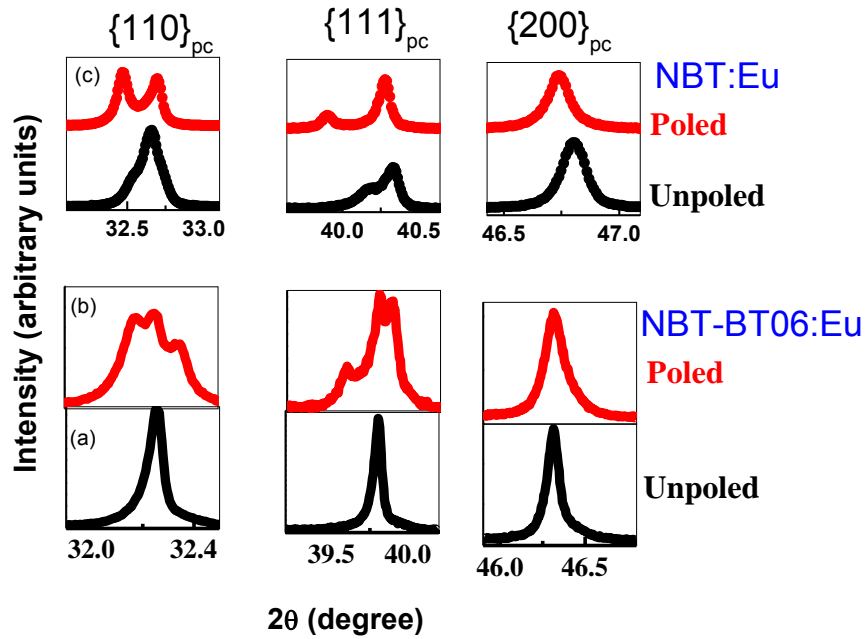 {110}pc {111}pc {200}pc
(c)
NBT:Eu
Poled
Unpoled
32.5 33.0 40.0 40.5 46.5 47.0
(b)
NBT-BT06:Eu
Poled
(a)
Unpoled
32.0 32.4 39.5 40.0 46.0 46.5
Intensity (arbitrary units)
2θ (degree)